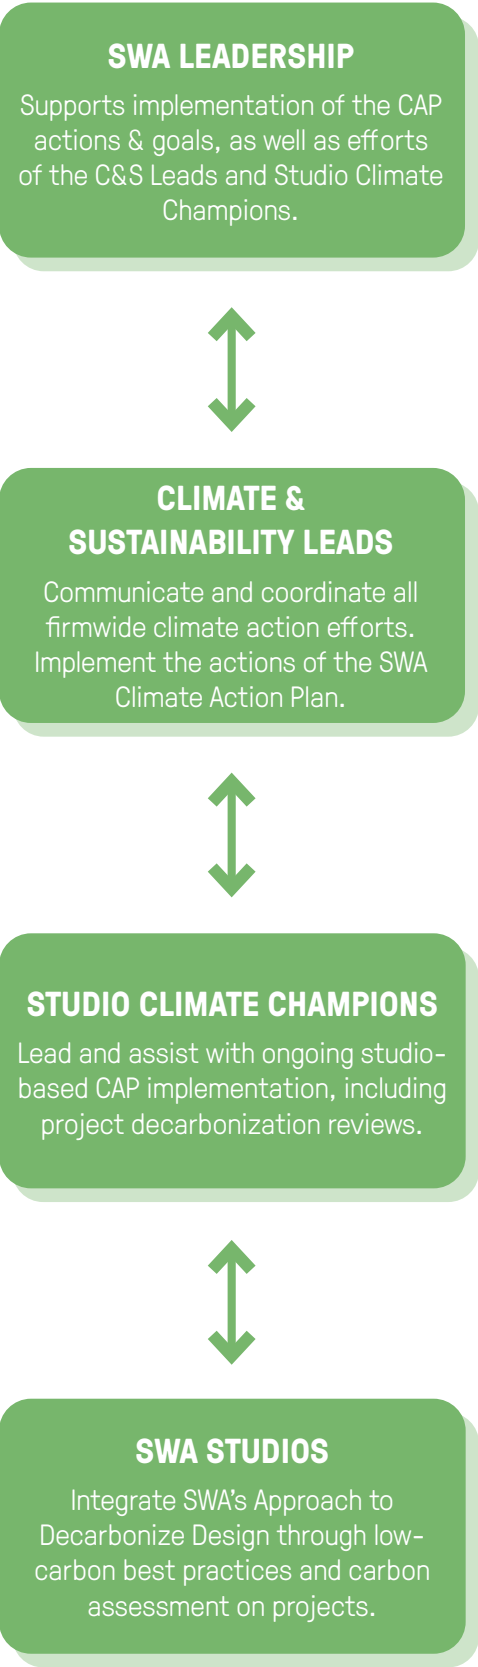 SWA LEADERSHIP
Supports implementation of the CAP
actions & goals, as well as efforts
of the C&S Leads and Studio Climate
Champions.
CLIMATE &
SUSTAINABILITY LEADS
Communicate and coordinate all
firmwide climate action efforts.
Implement the actions of the SWA
Climate Action Plan.
STUDIO CLIMATE CHAMPIONS
Lead and assist with ongoing studio-
based CAP implementation, including
project decarbonization reviews.
SWA STUDIOS
Integrate SWA’s Approach to
Decarbonize Design through low-
carbon best practices and carbon
assessment on projects.